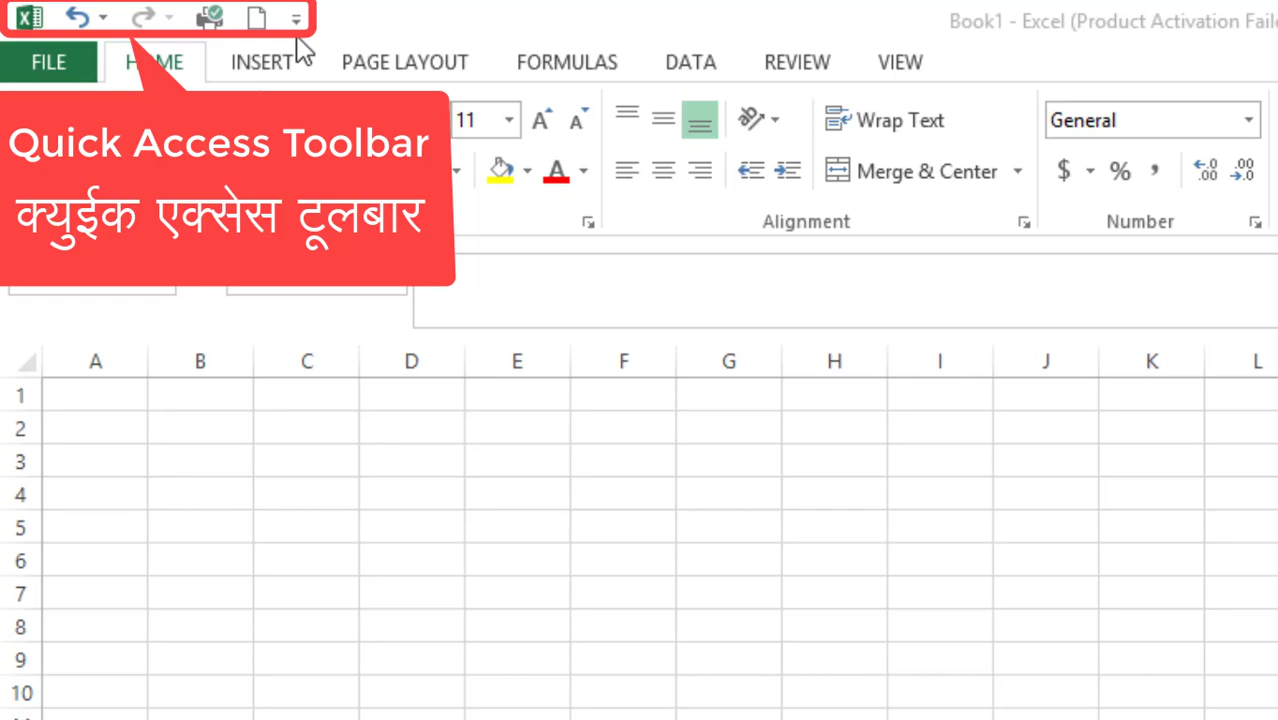 Book1 - Excel (Product Activation Faile
FILE HOME INSERT PAGE LAYOUT FORMULAS DATA REVIEW VIEW
Quick Access Toolbar
क्युईक एक्सेस टूलबार
11 Wrap Text General
Merge & Center $ % , .00 .00
Alignment Number
A B C D E F G H I J K L
1
2
3
4
5
6
7
8
9
10